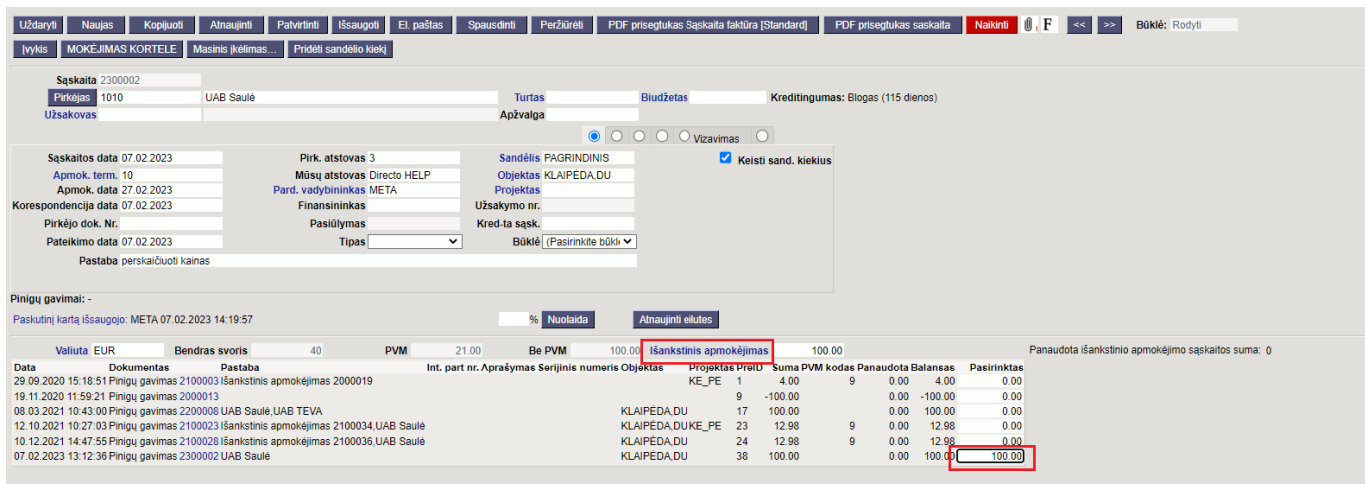 Uždaryti Naujas Kopijuoti Atnaujinti Patvirtinti Išsaugoti El. paštas Spausdinti Peržiūrėti PDF prisegtukas Sąskaita faktūra [Standard] PDF prisegtukas saskaita Naikinti F << >> Būklė: Rodyti
Įvykis MOKĖJIMAS KORTELE Masinis įkėlimas... Pridėti sandėlio kiekį
Sąskaita 2300002
Pirkėjas 1010 UAB Saulė Turtas Biudžetas Kreditingumas: Blogas (115 dienos)
Užsakovas Apžvalga
Vizavimas
Sąskaitos data 07.02.2023 Pirk. atstovas 3 Sandėlis PAGRINDINIS Keisti sand. kiekius
Apmok. term. 10 Mūsų atstovas Directo HELP Objektas KLAIPĖDA,DU
Apmok. data 27.02.2023 Pard. vadybininkas META Projektas
Korespondencija data 07.02.2023 Finansininkas Užsakymo nr.
Pirkėjo dok. Nr. Pasiūlymas Kred-ta sąsk.
Pateikimo data 07.02.2023 Tipas Būklė (Pasirinkite būkl
Pastaba perskaičiuoti kainas
Pinigų gavimai: -
Paskutinį kartą išsaugojo: META 07.02.2023 14:19:57 % Nuolaida Atnaujinti eilutes
Valiuta EUR Bendras svoris 40 PVM 21.00 Be PVM 100.00 Išankstinis apmokėjimas 100.00 Panaudota išankstinio apmokėjimo sąskaitos suma: 0
Data Dokumentas Pastaba Int. part nr. Aprašymas Serijinis numeris Objektas Projektas PreID Suma PVM kodas Panaudota Balansas Pasirinktas
29.09.2020 15:18:51 Pinigų gavimas 2100003 Išankstinis apmokėjimas 2000019 KE_PE 1 4.00 9 0.00 4.00 0.00
19.11.2020 11:59:21 Pinigų gavimas 2000013 9 -100.00 0.00 -100.00 0.00
08.03.2021 10:43:00 Pinigų gavimas 2200008 UAB Saulė,UAB TEVA KLAIPĖDA,DU 17 100.00 0.00 100.00 0.00
12.10.2021 10:27:03 Pinigų gavimas 2100023 Išankstinis apmokėjimas 2100034,UAB Saulė KLAIPĖDA,DU KE_PE 23 12.98 9 0.00 12.98 0.00
10.12.2021 14:47:55 Pinigų gavimas 2100028 Išankstinis apmokėjimas 2100036,UAB Saulė KLAIPĖDA,DU 24 12.98 9 0.00 12.98 0.00
07.02.2023 13:12:36 Pinigų gavimas 2300002 UAB Saulė KLAIPĖDA,DU 38 100.00 0.00 100.00 100.00